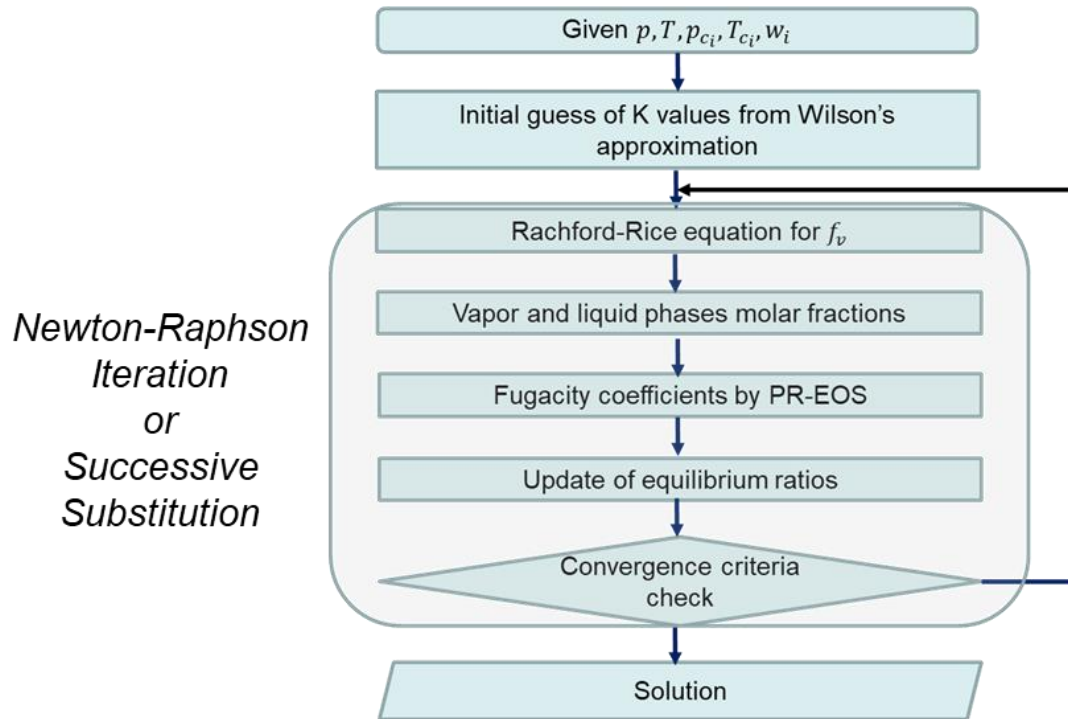 Given p, T, p_{c_i}, T_{c_i}, w_i
Initial guess of K values from Wilson's
approximation
Rachford-Rice equation for f_v
Vapor and liquid phases molar fractions
Fugacity coefficients by PR-EOS
Update of equilibrium ratios
Convergence criteria
check
Solution
Newton-Raphson
Iteration
or
Successive
Substitution